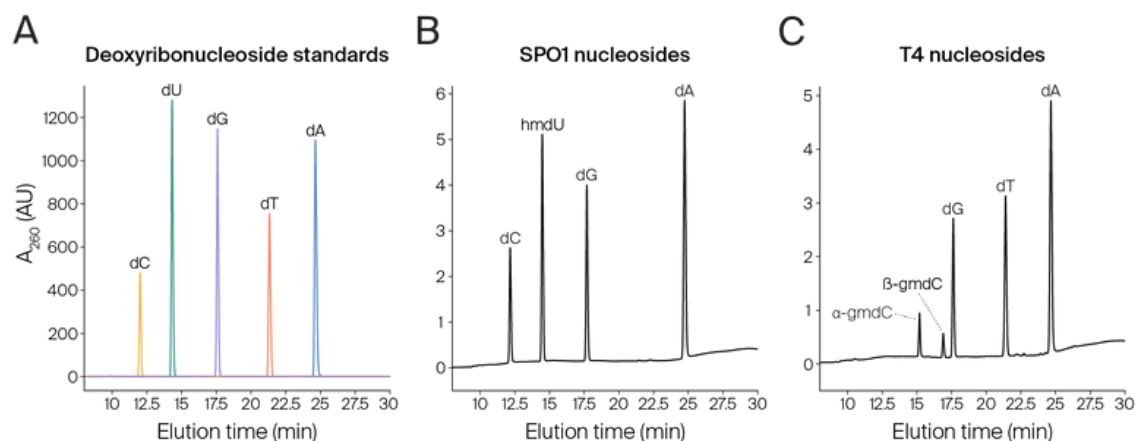 A
Deoxyribonucleoside standards
A260 (AU)
1200
1000
800
600
400
200
0
dC
dU
dG
dT
dA
10 12.5 15 17.5 20 22.5 25 27.5 30
Elution time (min)
B
SPO1 nucleosides
6
5
4
3
2
1
0
dC
hmdU
dG
dA
10 12.5 15 17.5 20 22.5 25 27.5 30
Elution time (min)
C
T4 nucleosides
5
4
3
2
1
0
α-gmdC
ß-gmdC
dG
dT
dA
10 12.5 15 17.5 20 22.5 25 27.5 30
Elution time (min)